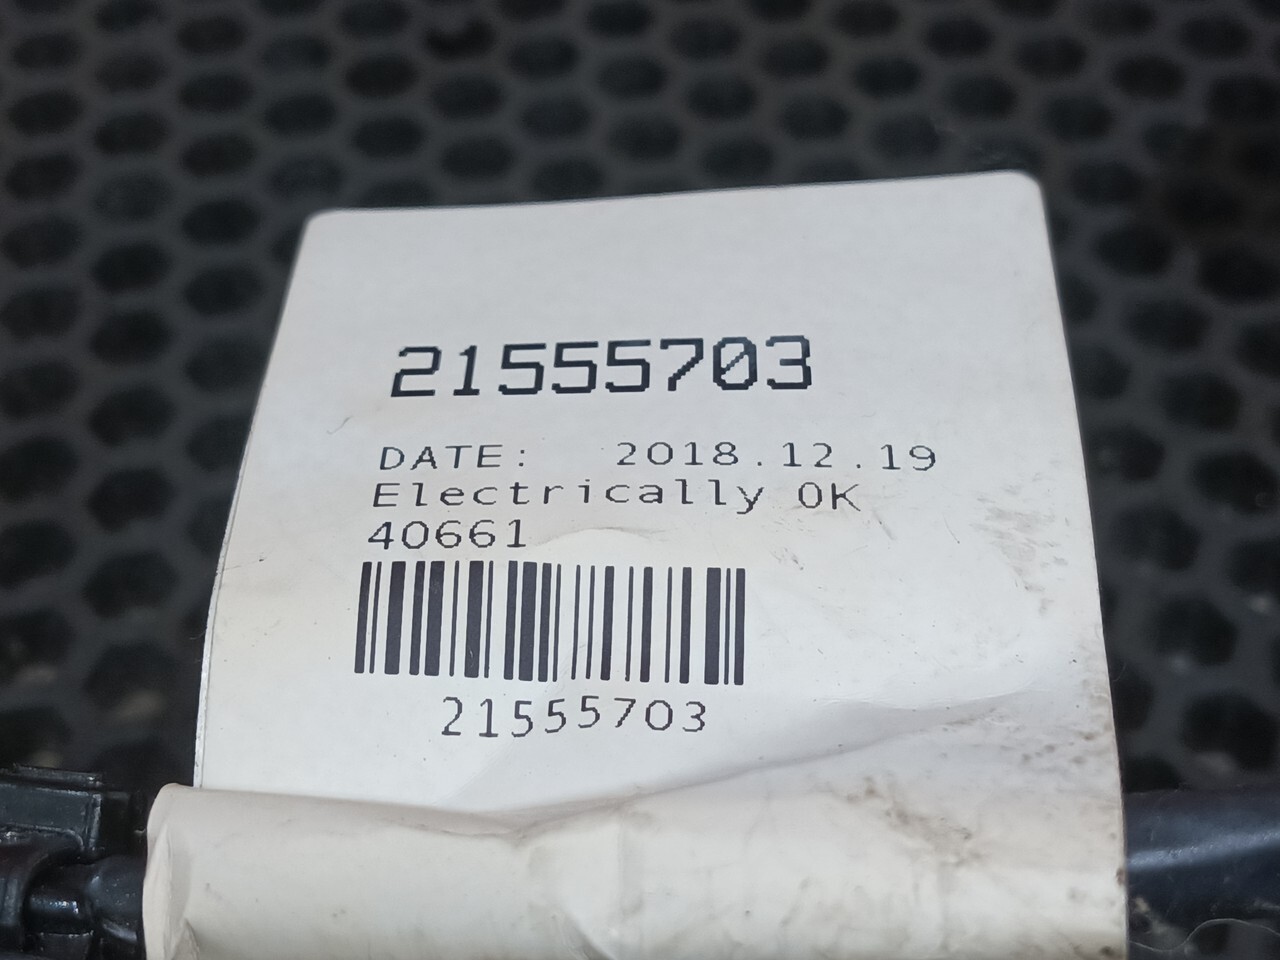 21555703
DATE: 2018.12.19
Electrically OK
40661
21555703